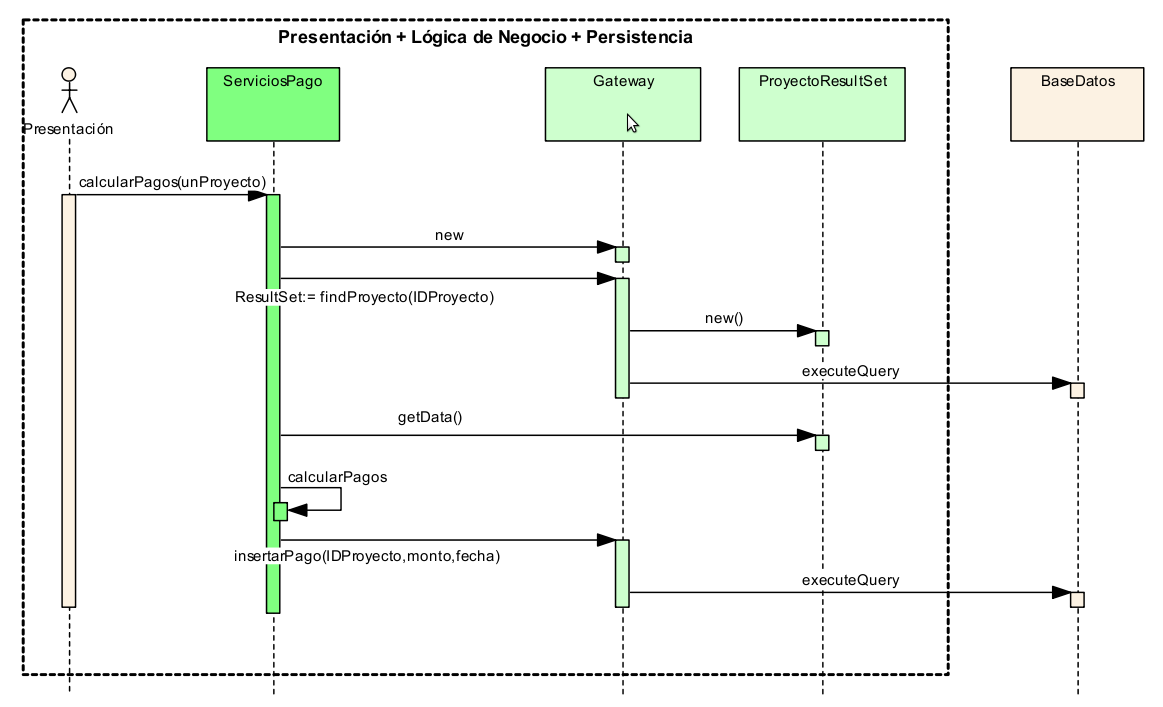 Presentación + Lógica de Negocio + Persistencia
ServiciosPago
Gateway
ProyectoResultSet
BaseDatos
Presentación
calcularPagos(unProyecto)
new
ResultSet:= findProyecto(IDProyecto)
new()
executeQuery
getData()
calcularPagos
insertarPago(IDProyecto,monto,fecha)
executeQuery